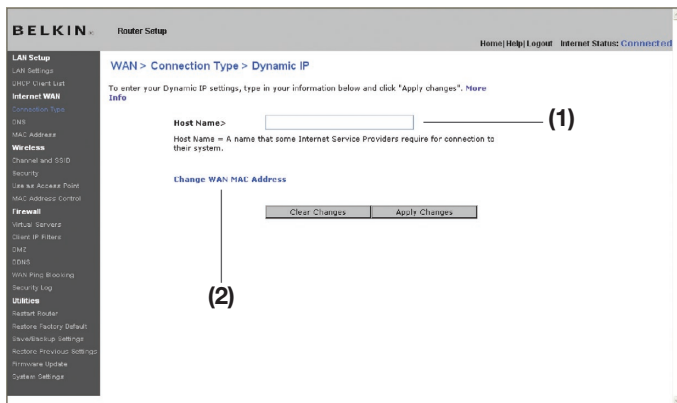 BELKIN
Router Setup
Home|Help|Logout Internet Status: Connected
LAN Setup
LAN Settings
DHCP Client List
Internet WAN
Connection Type
DNS
MAC Address
Wireless
Channel and SSID
Security
Use as Access Point
MAC Address Control
Firewall
Virtual Servers
Client IP Filters
DMZ
DDNS
WAN Ping Blocking
Security Log
Utilities
Restart Router
Restore Factory Default
Save/Backup Settings
Restore Previous Settings
Firmware Update
System Settings
WAN > Connection Type > Dynamic IP
To enter your Dynamic IP settings, type in your information below and click "Apply changes". More
Info
Host Name>
(1)
Host Name = A name that some Internet Service Providers require for connection to
their system.
Change WAN MAC Address
Clear Changes Apply Changes
(2)